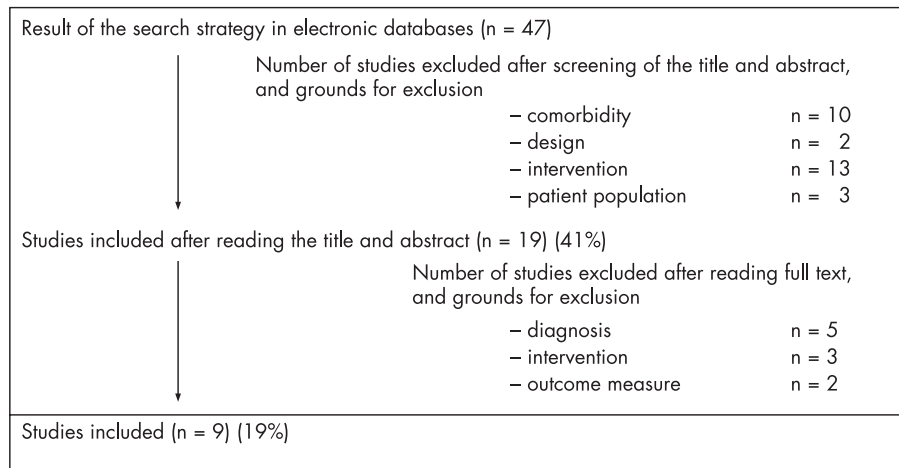 Result of the search strategy in electronic databases (n = 47)
Number of studies excluded after screening of the title and abstract,
and grounds for exclusion
– comorbidity n = 10
– design n = 2
– intervention n = 13
– patient population n = 3
Studies included after reading the title and abstract (n = 19) (41%)
Number of studies excluded after reading full text,
and grounds for exclusion
– diagnosis n = 5
– intervention n = 3
– outcome measure n = 2
Studies included (n = 9) (19%)